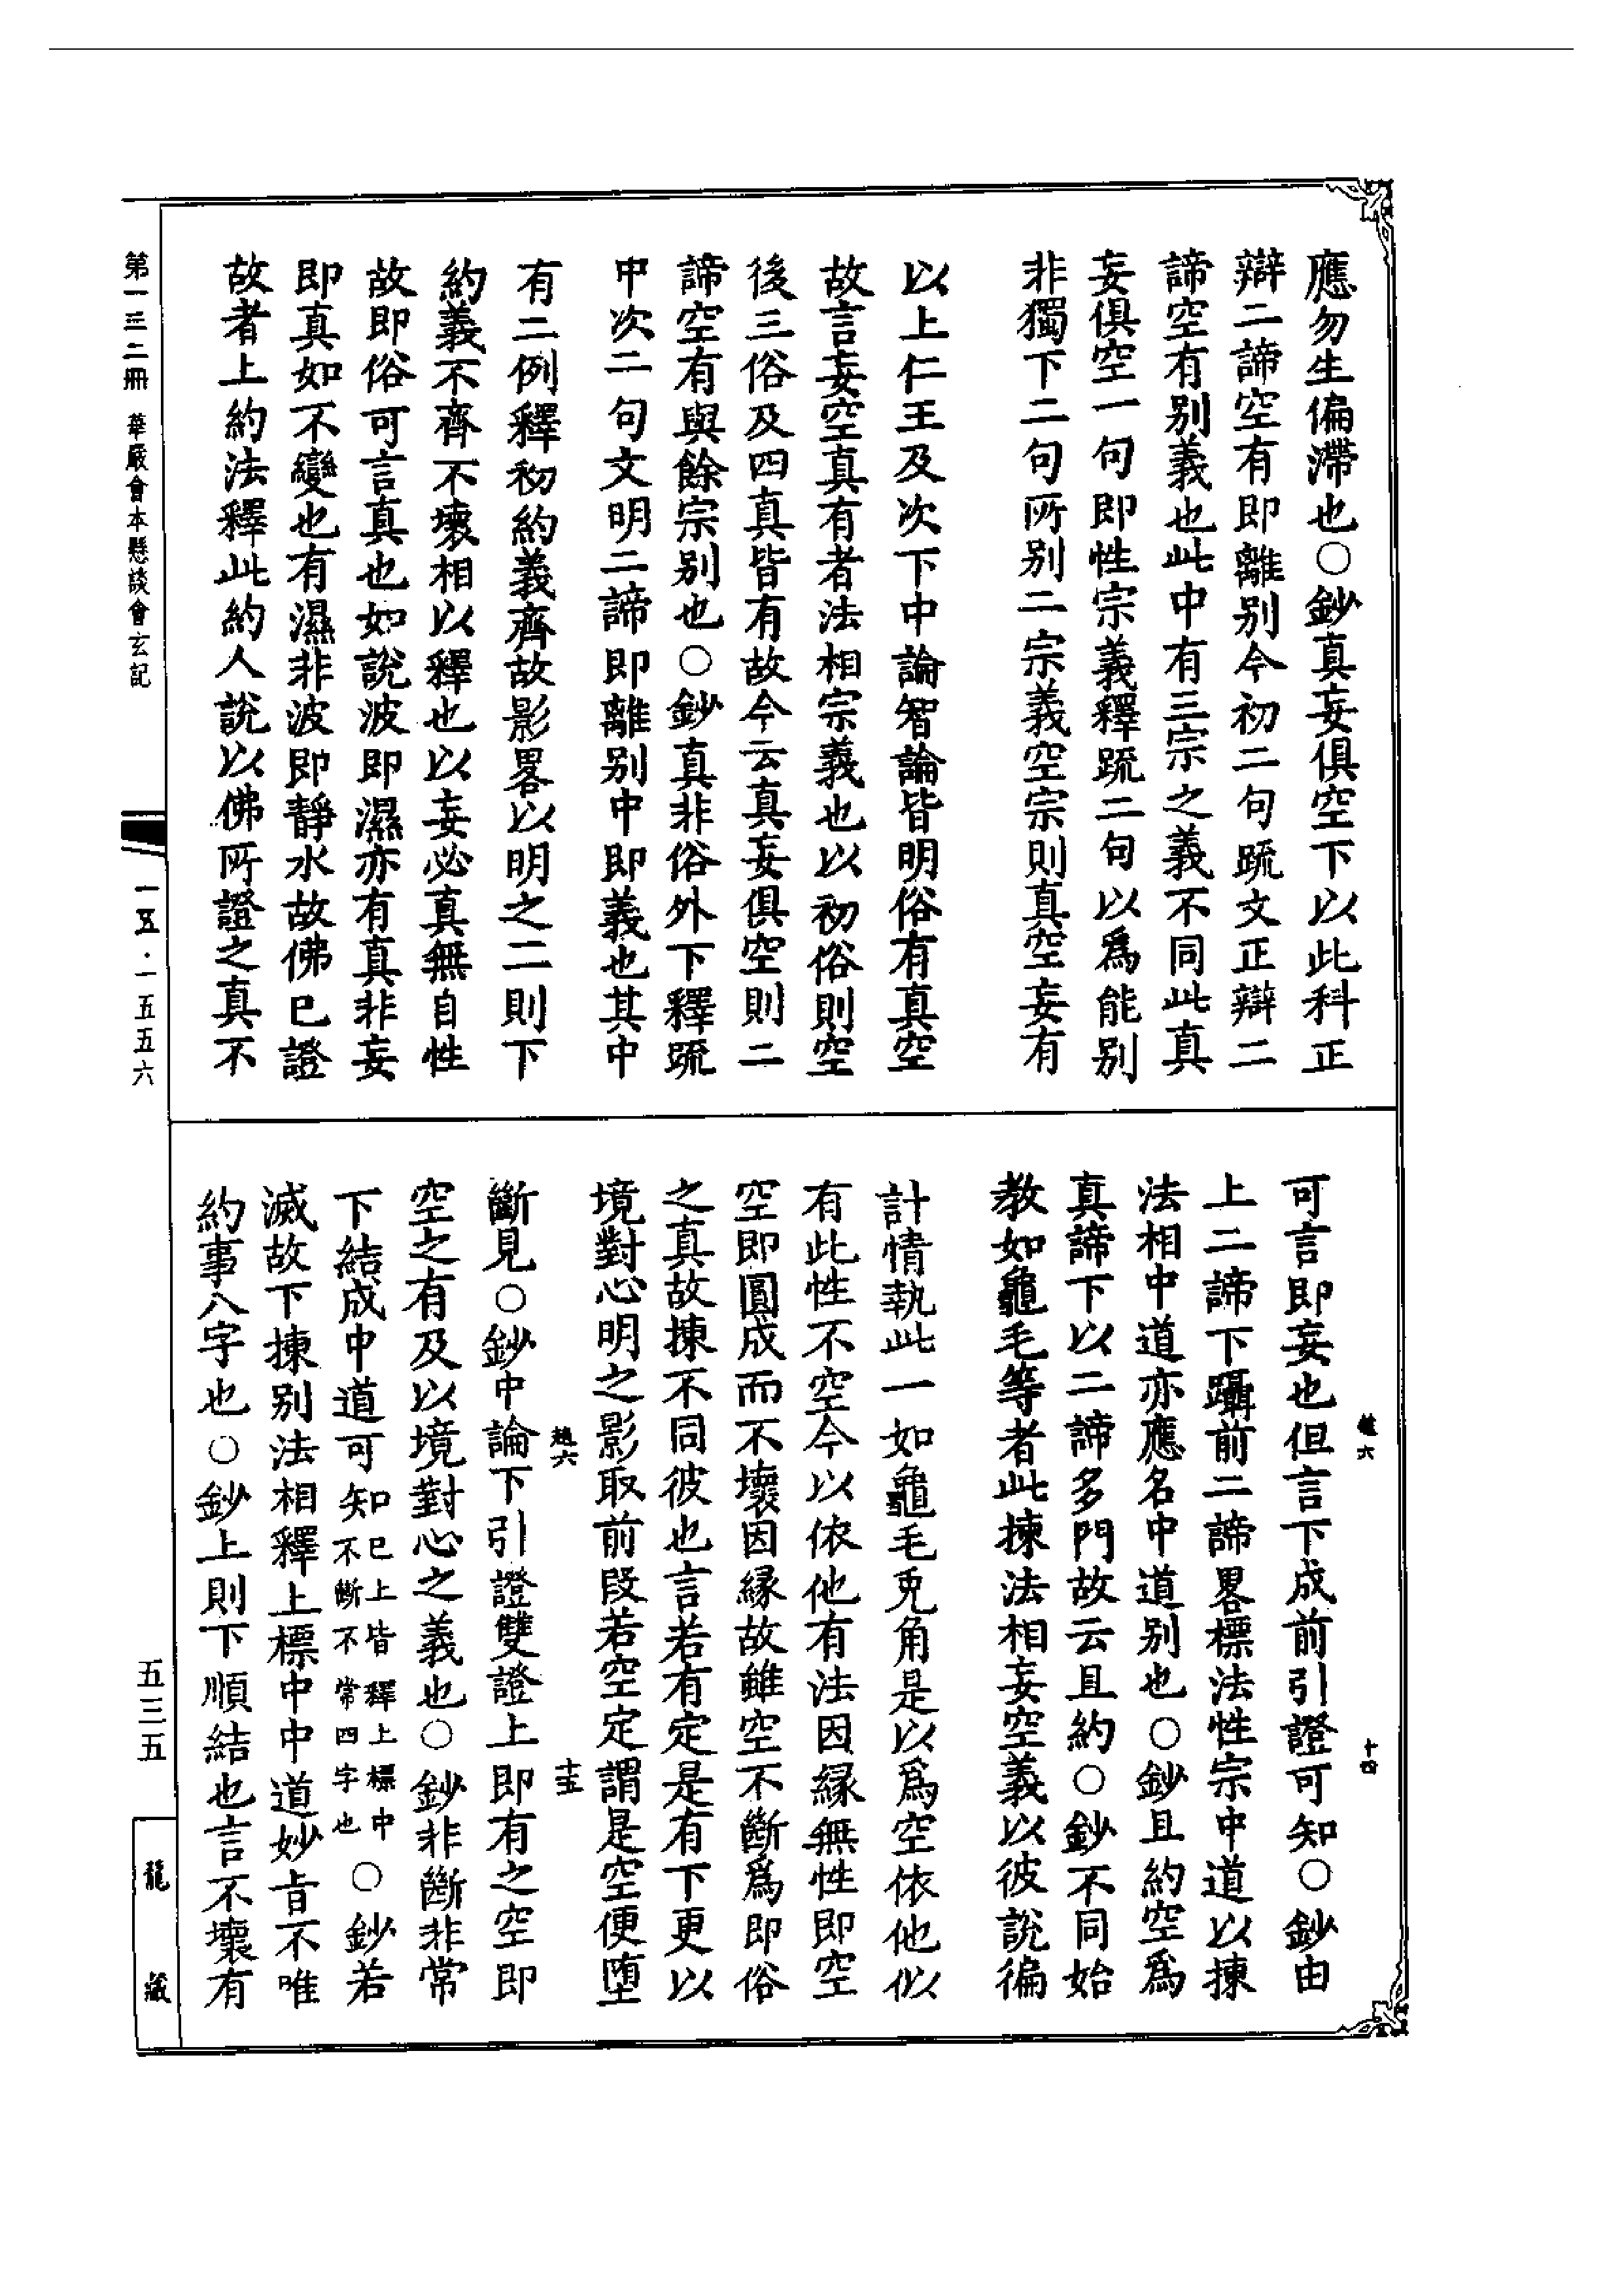 應勿生偏滯也○鈔真妄俱空下以此科正
辯二諦空有即離別今初二句䟽文正辯二
諦空有別義也此中有三宗之義不同此真
妄俱空一句即性宗義釋䟽二句以爲能別
非獨下二句所別二宗義空宗則真空妄有
以上仁王及次下中論智論皆明俗有真空
故言妄空真有者法相宗義也以初俗則空
後三俗及四真皆有故今云真妄俱空則二
諦空有與餘宗別也○鈔真非俗外下釋䟽
中次二句文明二諦即離別中即義也其中
有二例釋初約義齊故影畧以明之二則下
約義不齊不壞相以釋也以妄必真無自性
故即俗可言真也如說波即濕亦有真非妄
即真如不變也有濕非波即靜水故佛巳證
故者上約法釋此約人說以佛所證之真不
可言即妄也但言下成前引證可知○鈔由
上二諦下躡前二諦畧標法性宗中道以揀
法相中道亦應名中道別也○鈔且約空爲
真諦下以二諦多門故云且約○鈔不同始
教如龜毛等者此揀法相妄空義以彼說徧
計情執此一如龜毛兎角是以爲空依他似
有此性不空今以依他有法因緣無性即空
空即圓成而不壞因緣故雖空不斷爲即俗
之真故揀不同彼也言若有定是有下更以
境對心明之影取前段若空定謂是空便墮
斷見○鈔中論下引證雙證上即有之空即
空之有及以境對心之義也○鈔非斷非常
下結成中道可知巳上皆釋上標中不斷不常四字也○鈔若
滅故下揀別法相釋上標中中道妙旨不唯
約事八字也○鈔上則下順結也言不壞有
趙六
十四
趙六
十五
第一三二冊 華嚴會本懸談會玄記
一五五·一五五六
五三五
龍藏